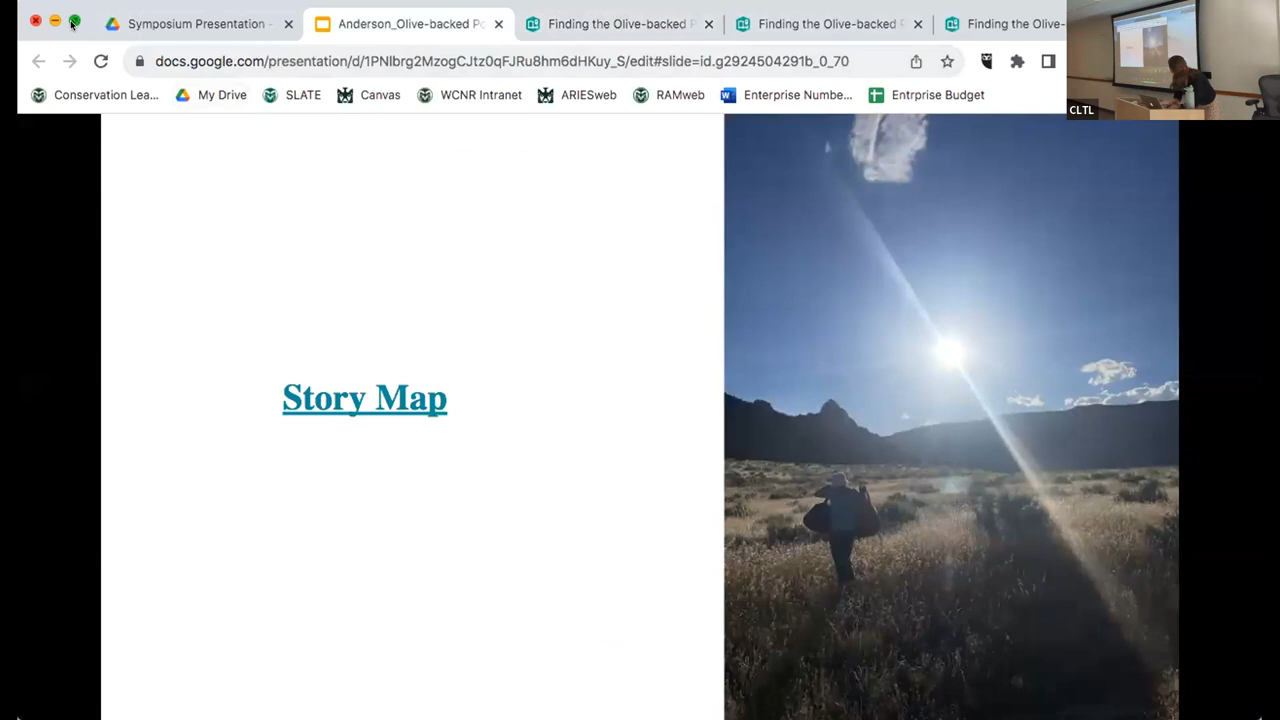 Symposium Presentation -
Anderson_Olive-backed Po
Finding the Olive-backed P
Finding the Olive-backed P
Finding the Olive-
docs.google.com/presentation/d/1PNlbrg2MzogCJtz0qFJRu8hm6dHKuy_S/edit#slide=id.g2924504291b_0_70
Conservation Lea...
My Drive
SLATE
Canvas
WCNR Intranet
ARIESweb
RAMweb
Enterprise Numbe...
Entrprise Budget
CLTL
Story Map